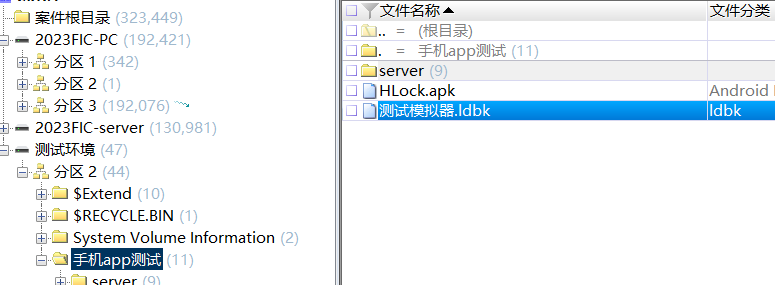 案件根目录 (323,449)
2023FIC-PC (192,421)
分区 1 (342)
分区 2 (1)
分区 3 (192,076)
2023FIC-server (130,981)
测试环境 (47)
分区 2 (44)
$Extend (10)
$RECYCLE.BIN (1)
System Volume Information (2)
手机app测试 (11)
server (9)
文件名称 文件分类
.. = (根目录)
. = 手机app测试 (11)
server (9)
HLock.apk Android
测试模拟器.ldbk ldbk